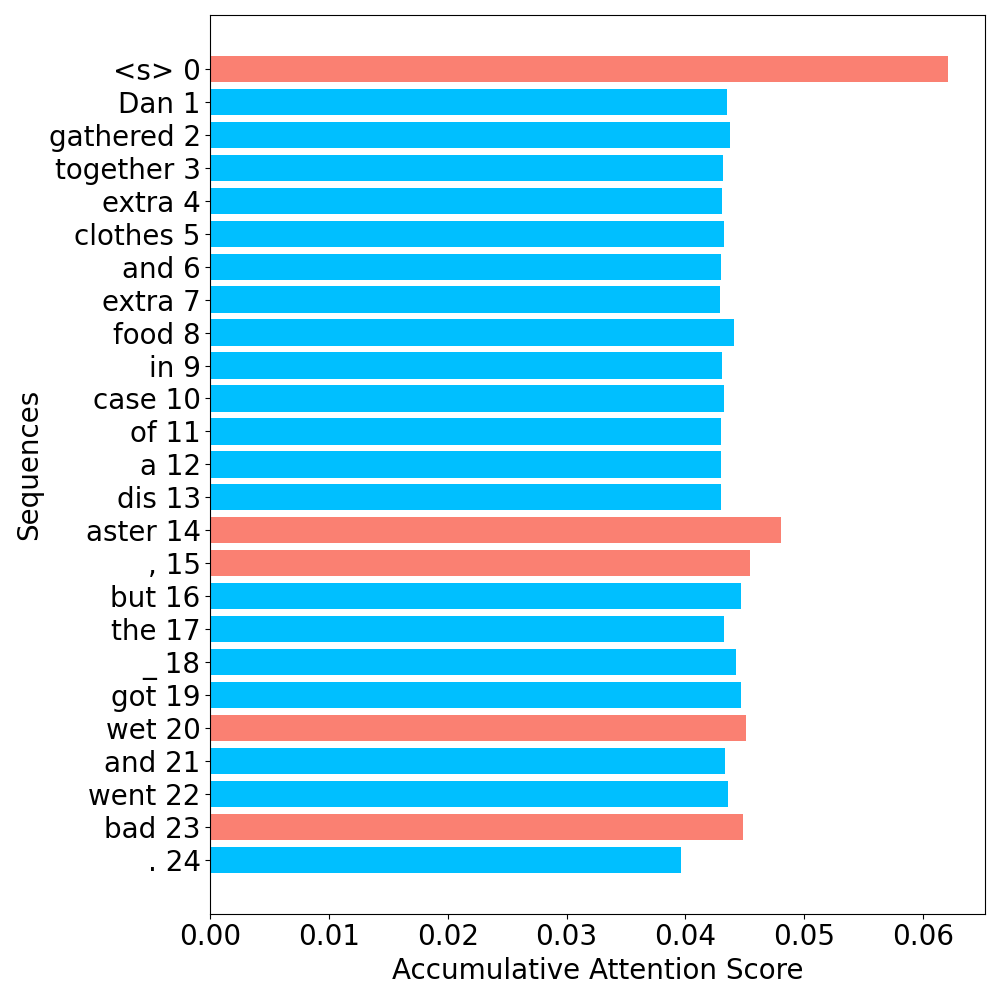 <s> 0
Dan 1
gathered 2
together 3
extra 4
clothes 5
and 6
extra 7
food 8
in 9
case 10
of 11
a 12
dis 13
aster 14
, 15
but 16
the 17
_ 18
got 19
wet 20
and 21
went 22
bad 23
. 24
Sequences
0.00 0.01 0.02 0.03 0.04 0.05 0.06
Accumulative Attention Score